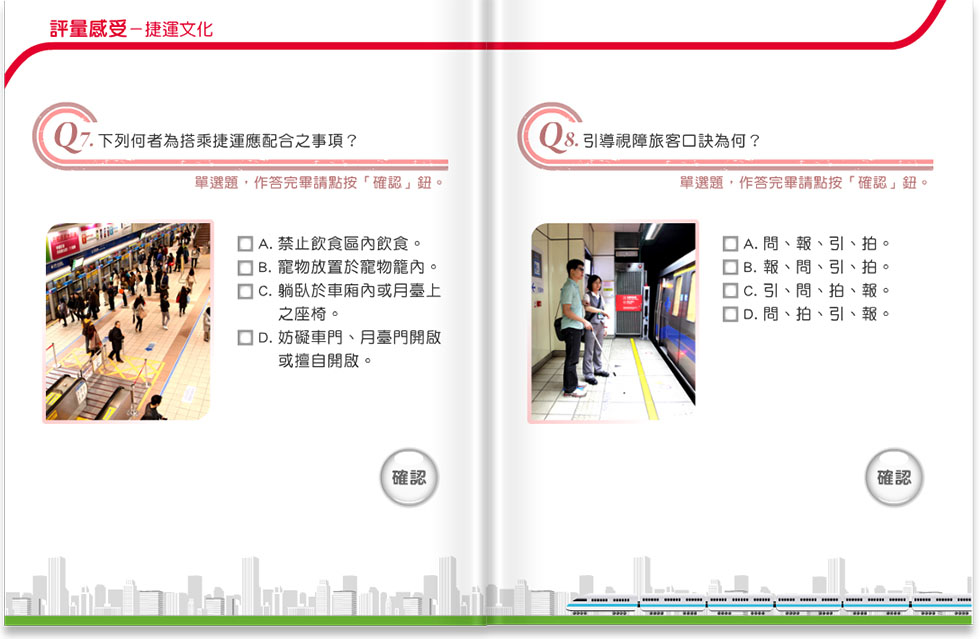 評量感受－捷運文化
Q7. 下列何者為搭乘捷運應配合之事項？
單選題，作答完畢請點按「確認」鈕。
A. 禁止飲食區內飲食。
B. 寵物放置於寵物籠內。
C. 躺臥於車廂內或月臺上
之座椅。
D. 妨礙車門、月臺門開啟
或擅自開啟。
確認
Q8. 引導視障旅客口訣為何？
單選題，作答完畢請點按「確認」鈕。
A. 問、報、引、拍。
B. 報、問、引、拍。
C. 引、問、拍、報。
D. 問、拍、引、報。
確認